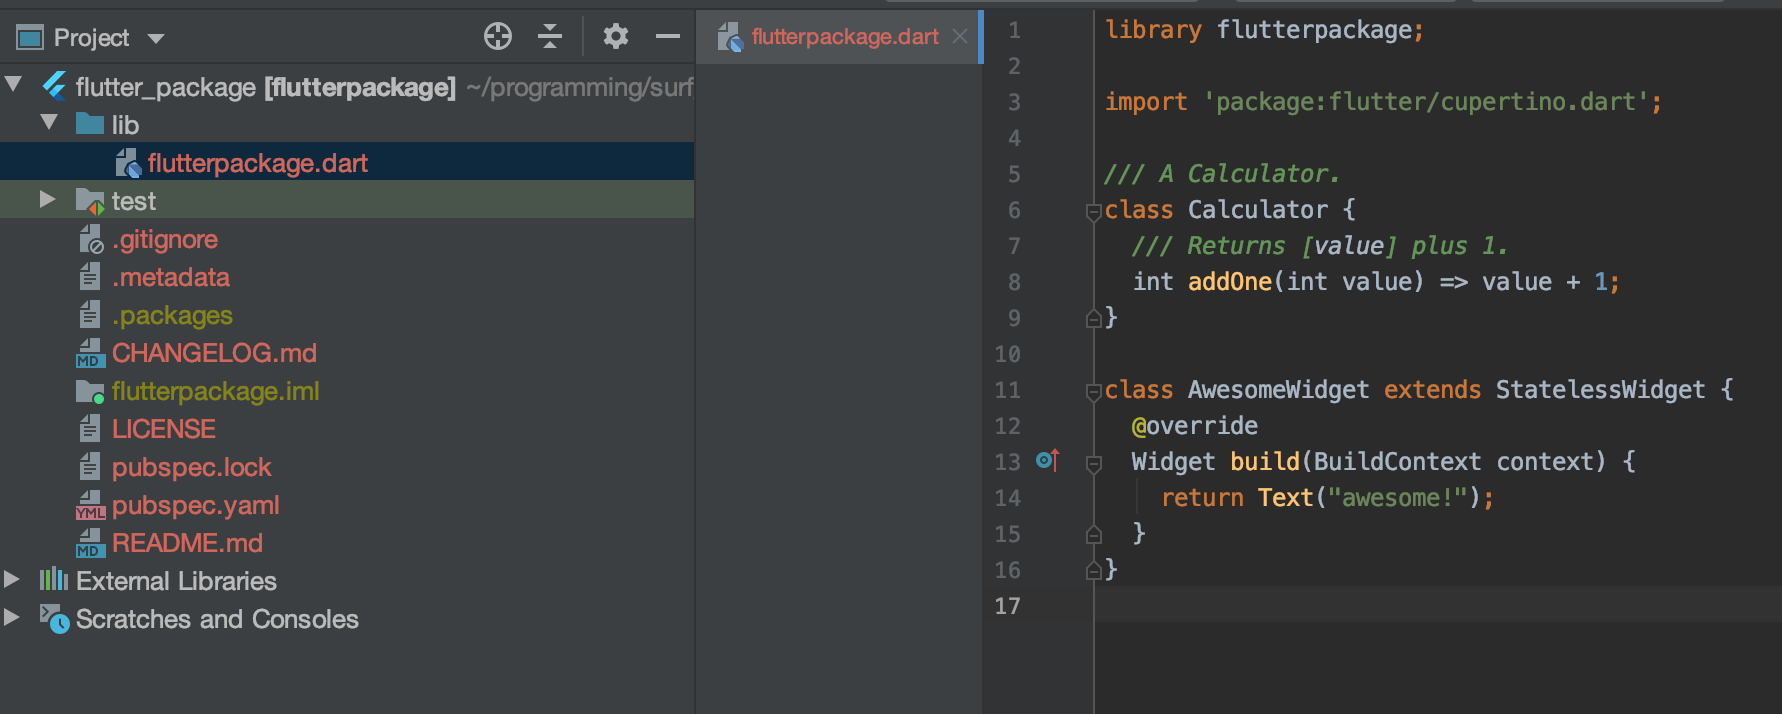 Project
flutter_package [flutterpackage] ~/programming/surf
lib
flutterpackage.dart
test
.gitignore
.metadata
.packages
MD CHANGELOG.md
flutterpackage.iml
LICENSE
pubspec.lock
YML pubspec.yaml
MD README.md
External Libraries
Scratches and Consoles
flutterpackage.dart
1 library flutterpackage;
2
3 import 'package:flutter/cupertino.dart';
4
5 /// A Calculator.
6 class Calculator {
7 /// Returns [value] plus 1.
8 int addOne(int value) => value + 1;
9 }
10
11 class AwesomeWidget extends StatelessWidget {
12 @override
13 Widget build(BuildContext context) {
14 return Text("awesome!");
15 }
16 }
17